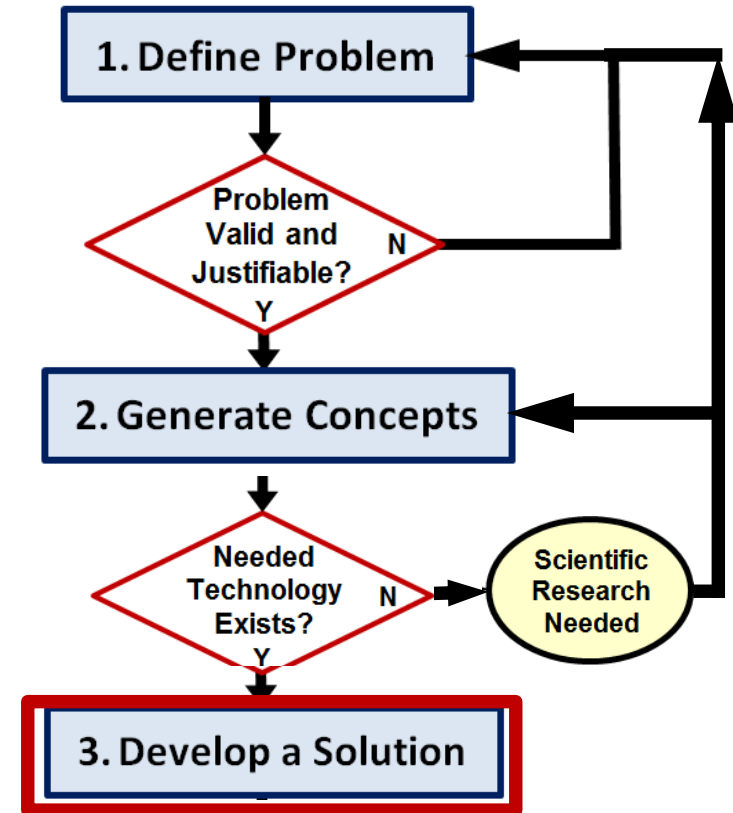 1. Define Problem
Problem
Valid and
Justifiable?
N
Y
2. Generate Concepts
Needed
Technology
Exists?
N
Y
Scientific
Research
Needed
3. Develop a Solution